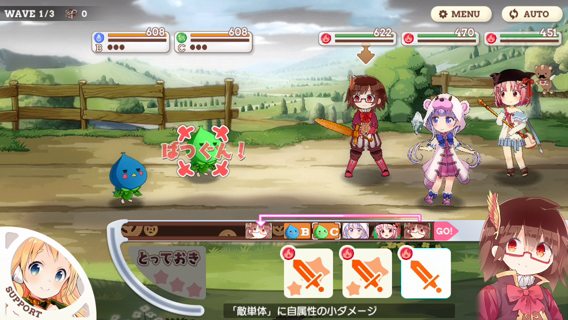 WAVE 1/3
0
MENU
AUTO
608
B
608
C
622
470
451
ばつぐん!
B
C
GO!
とっておき
SUPPORT
「敵単体」に自属性の小ダメージ